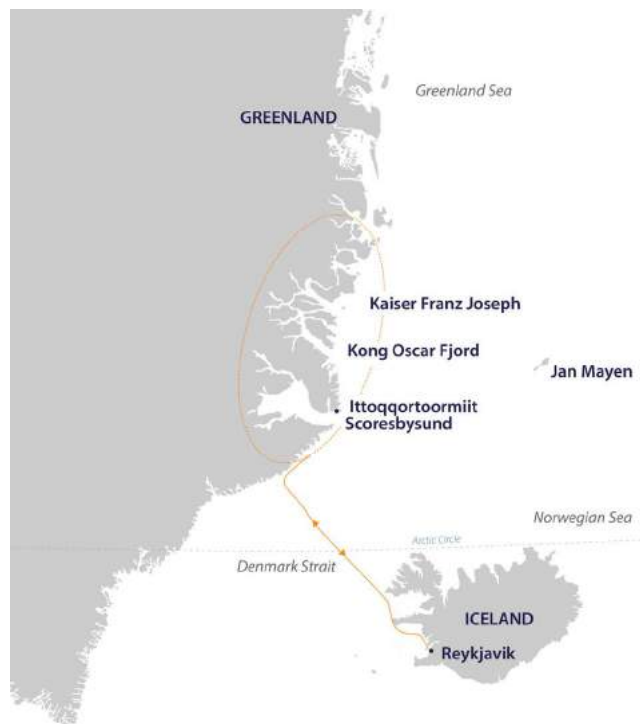 Greenland Sea
GREENLAND
Kaiser Franz Joseph
Kong Oscar Fjord
Jan Mayen
Ittoqqortoormiit
Scoresbysund
Norwegian Sea
Arctic Circle
Denmark Strait
ICELAND
Reykjavik